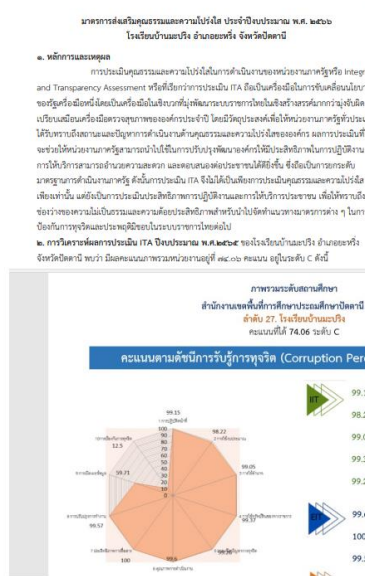 มาตรการส่งเสริมคุณธรรมและความโปร่งใส ประจำปีงบประมาณ พ.ศ. ๒๕๖๖
โรงเรียนบ้านมะปริง อำเภอยะหริ่ง จังหวัดปัตตานี
๑. หลักการและเหตุผล
การประเมินคุณธรรมและความโปร่งใสในการดำเนินงานของหน่วยงานภาครัฐหรือ Integr
and Transparency Assessment หรือที่เรียกว่าการประเมิน ITA ถือเป็นเครื่องมือในการขับเคลื่อนนโยบา
ของรัฐเครื่องมือหนึ่งโดยเป็นเครื่องมือในเชิงบวกที่มุ่งพัฒนาระบบราชการไทยในเชิงสร้างสรรค์มากกว่ามุ่งจับผิด
เปรียบเสมือนเครื่องมือตรวจสุขภาพขององค์กรประจำปี โดยมีวัตถุประสงค์เพื่อให้หน่วยงานภาครัฐทั่วประเ
ได้รับทราบถึงสถานะและปัญหาการดำเนินงานด้านคุณธรรมและความโปร่งใสขององค์กร ผลการประเมินที่
จะช่วยให้หน่วยงานภาครัฐสามารถนำไปใช้ในการปรับปรุงพัฒนาองค์กรให้มีประสิทธิภาพในการปฏิบัติงาน
การให้บริการสามารถอำนวยความสะดวก และตอบสนองต่อประชาชนได้ดียิ่งขึ้น ซึ่งถือเป็นการยกระดับ
มาตรฐานการดำเนินงานภาครัฐ ดังนั้นการประเมิน ITA จึงไม่ได้เป็นเพียงการประเมินคุณธรรมและความโปร่งใส
เพียงเท่านั้น แต่ยังเป็นการประเมินประสิทธิภาพการปฏิบัติงานและการให้บริการประชาชน เพื่อให้ทราบถึง
ช่องว่างของความไม่เป็นธรรมและความด้อยประสิทธิภาพสำหรับนำไปจัดทำแนวทางมาตรการต่าง ๆ ในการ
ป้องกันการทุจริตและประพฤติมิชอบในระบบราชการไทยต่อไป
๒. การวิเคราะห์ผลการประเมิน ITA ปีงบประมาณ พ.ศ.๒๕๖๕ ของโรงเรียนบ้านมะปริง อำเภอยะหริ่ง
จังหวัดปัตตานี พบว่า มีผลคะแนนภาพรวมหน่วยงานอยู่ที่ ๗๔.๐๖ คะแนน อยู่ในระดับ C ดังนี้
ภาพรวมระดับสถานศึกษา
สำนักงานเขตพื้นที่การศึกษาประถมศึกษาปัตตานี
ลำดับ 27. โรงเรียนบ้านมะปริง
คะแนนที่ได้ 74.06 ระดับ C
คะแนนตามดัชนีการรับรู้การทุจริต (Corruption Per
99.15
98.22
99.05
99.37
99.6
100
99.57
59.71
12.5
100
90
80
70
60
50
40
30
20
10
0
IIT
98.2
99.0
99.3
99.2
EIT
99.6
100